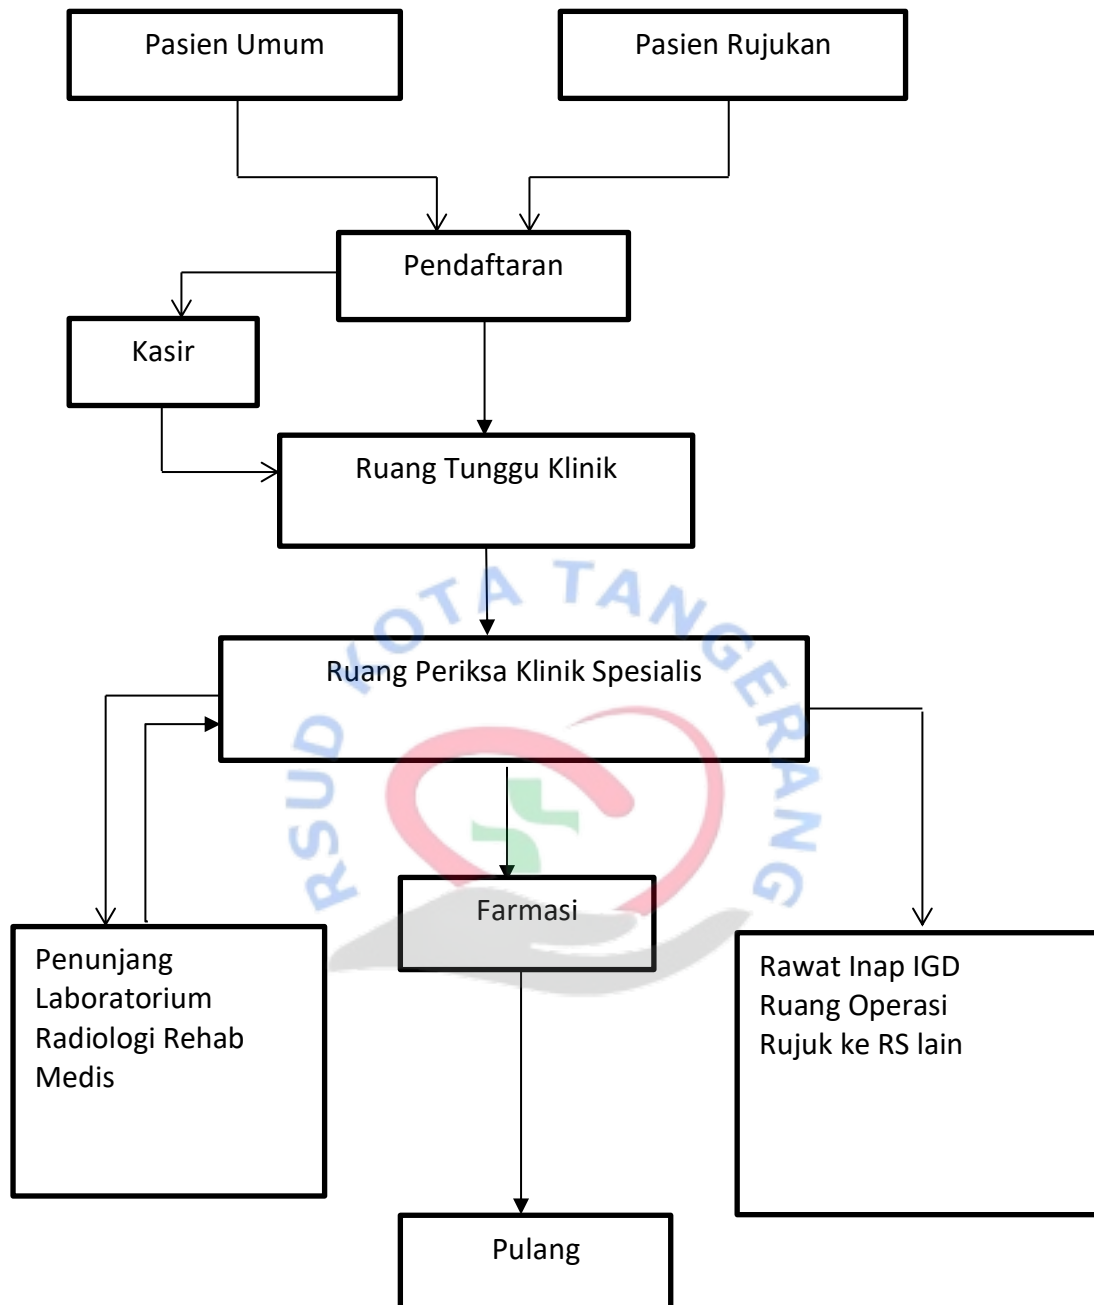 Pasien Umum
Pasien Rujukan
Pendaftaran
Kasir
Ruang Tunggu Klinik
RSUD KOTA TANGERANG
Ruang Periksa Klinik Spesialis
Farmasi
Penunjang
Laboratorium
Radiologi Rehab
Medis
Rawat Inap IGD
Ruang Operasi
Rujuk ke RS lain
Pulang